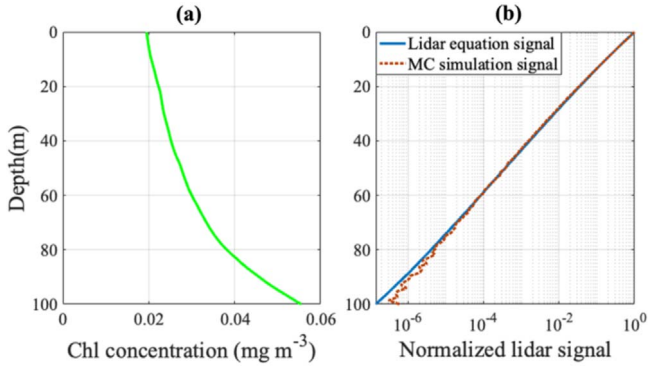 (a)
(b)
0
20
40
60
80
100
Depth(m)
0
0.02
0.04
0.06
Chl concentration (mg m⁻³)
0
20
40
60
80
100
Lidar equation signal
MC simulation signal
10⁻⁶
10⁻⁴
10⁻²
10⁰
Normalized lidar signal